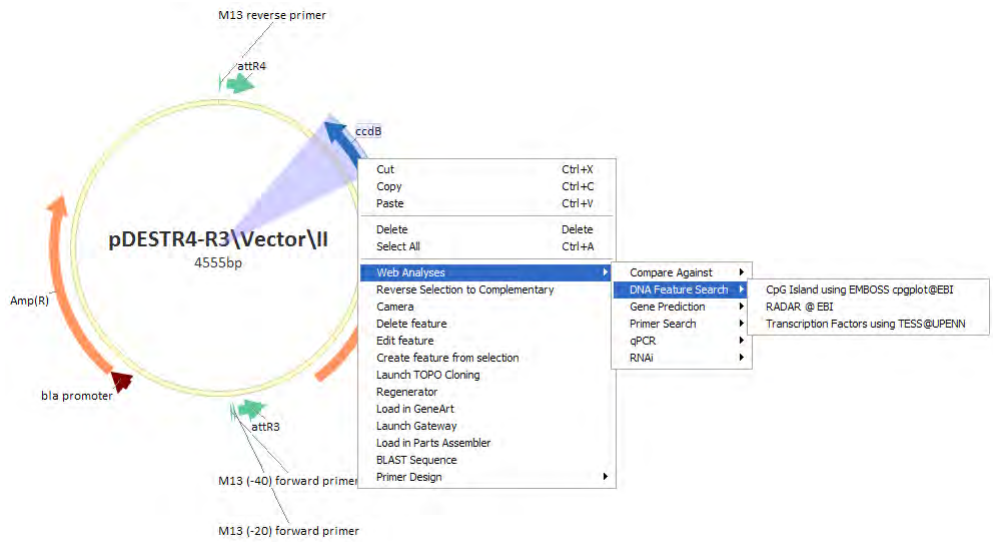 M13 reverse primer
attR4
ccdB
pDESTR4-R3\Vector\II
4555bp
Amp(R)
bla promoter
attR3
M13 (-40) forward primer
M13 (-20) forward primer
Cut Ctrl+X
Copy Ctrl+C
Paste Ctrl+V
Delete Delete
Select All Ctrl+A
Web Analyses
Reverse Selection to Complementary
Camera
Delete feature
Edit feature
Create feature from selection
Launch TOPO Cloning
Regenerator
Load in GeneArt
Launch Gateway
Load in Parts Assembler
BLAST Sequence
Primer Design
Compare Against
DNA Feature Search
Gene Prediction
Primer Search
qPCR
RNAi
CpG Island using EMBOSS cpgplot@EBI
RADAR @ EBI
Transcription Factors using TESS@UPENN